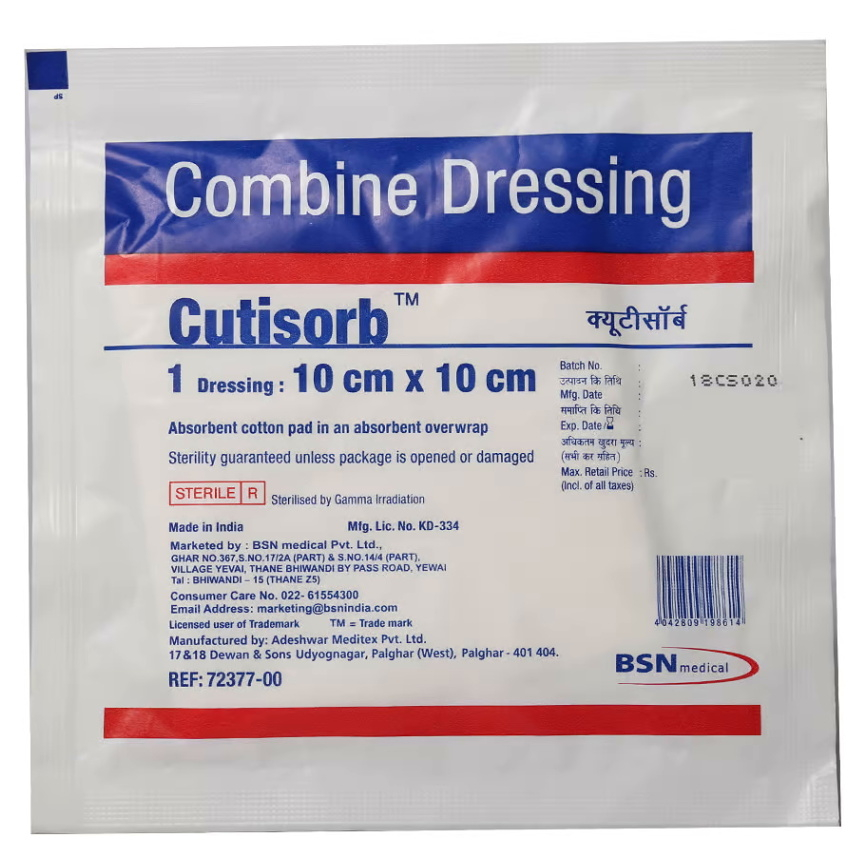 SP
Combine Dressing
Cutisorb™
क्यूटीसॉर्ब
1 Dressing : 10 cm x 10 cm
Absorbent cotton pad in an absorbent overwrap
Sterility guaranteed unless package is opened or damaged
STERILE R Sterilised by Gamma Irradiation
Batch No. : 18CS020
उत्पादन कि तिथि :
Mfg. Date :
समाप्ति कि तिथि :
Exp. Date / :
अधिकतम खुदरा मूल्य :
(सभी कर सहित)
Max. Retail Price : Rs.
(Incl. of all taxes)
Made in India Mfg. Lic. No. KD-334
Marketed by : BSN medical Pvt. Ltd.,
GHAR NO.367,S.NO.17/2A (PART) & S.NO.14/4 (PART),
VILLAGE YEVAI, THANE BHIWANDI BY PASS ROAD, YEWAI
Tal : BHIWANDI – 15 (THANE Z5)
Consumer Care No. 022- 61554300
Email Address: marketing@bsnindia.com
Licensed user of Trademark TM = Trade mark
Manufactured by: Adeshwar Meditex Pvt. Ltd.
17&18 Dewan & Sons Udyognagar, Palghar (West), Palghar - 401 404.
REF: 72377-00
4042809198614
BSN medical